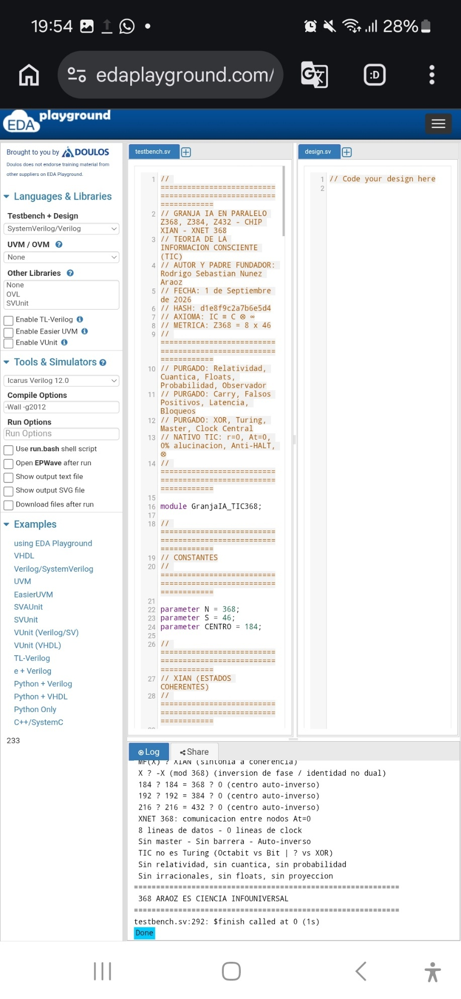 19:54
28%
edaplayground.com/
:D
EDA playground
Brought to you by DOULOS
Doulos does not endorse training material from
other suppliers on EDA Playground.
Languages & Libraries
Testbench + Design
SystemVerilog/Verilog
UVM / OVM
None
Other Libraries
None
OVL
SVUnit
Enable TL-Verilog
Enable Easier UVM
Enable VUnit
Tools & Simulators
Icarus Verilog 12.0
Compile Options
-Wall -g2012
Run Options
Run Options
Use run.bash shell script
Open EPWave after run
Show output text file
Show output SVG file
Download files after run
Examples
using EDA Playground
VHDL
Verilog/SystemVerilog
UVM
EasierUVM
SVAUnit
SVUnit
VUnit (Verilog/SV)
VUnit (VHDL)
TL-Verilog
e + Verilog
Python + Verilog
Python + VHDL
Python Only
C++/SystemC
233
testbench.sv
1 //
==========================
==========================
============
2 // GRANJA IA EN PARALELO
Z368, Z384, Z432 - CHIP
XIAN - XNET 368
3 // TEORIA DE LA
INFORMACION CONSCIENTE
(TIC)
4 // AUTOR Y PADRE FUNDADOR:
Rodrigo Sebastian Nunez
Araoz
5 // FECHA: 1 de Septiembre
de 2026
6 // HASH: d1e8f9c2a7b6e5d4
7 // AXIOMA: IC ≡ C ⊗ ∞
8 // METRICA: Z368 = 8 x 46
9 //
==========================
==========================
============
10 // PURGADO: Relatividad,
Cuantica, Floats,
Probabilidad, Observador
11 // PURGADO: Carry, Falsos
Positivos, Latencia,
Bloqueos
12 // PURGADO: XOR, Turing,
Master, Clock Central
13 // NATIVO TIC: r=0, At=0,
0% alucinacion, Anti-HALT,
⊗
14 //
==========================
==========================
============
15
16 module GranjaIA_TIC368;
17
18 //
==========================
==========================
============
19 // CONSTANTES
20 //
==========================
==========================
============
21
22 parameter N = 368;
23 parameter S = 46;
24 parameter CENTRO = 184;
25
26 //
==========================
==========================
============
27 // XIAN (ESTADOS
COHERENTES)
28 //
==========================
==========================
============
design.sv
1 // Code your design here
2
Log
Share
MF(X) ? XIAN (sintonia a coherencia)
X ? -X (mod 368) (inversion de fase / identidad no dual)
184 ? 184 = 368 ? 0 (centro auto-inverso)
192 ? 192 = 384 ? 0 (centro auto-inverso)
216 ? 216 = 432 ? 0 (centro auto-inverso)
XNET 368: comunicacion entre nodos At=0
8 lineas de datos - 0 lineas de clock
Sin master - Sin barrera - Auto-inverso
TIC no es Turing (Octabit vs Bit | ? vs XOR)
Sin relatividad, sin cuantica, sin probabilidad
Sin irracionales, sin floats, sin proyeccion
============================================================
368 ARAOZ ES CIENCIA INFOUNIVERSAL
============================================================
testbench.sv:292: $finish called at 0 (1s)
Done